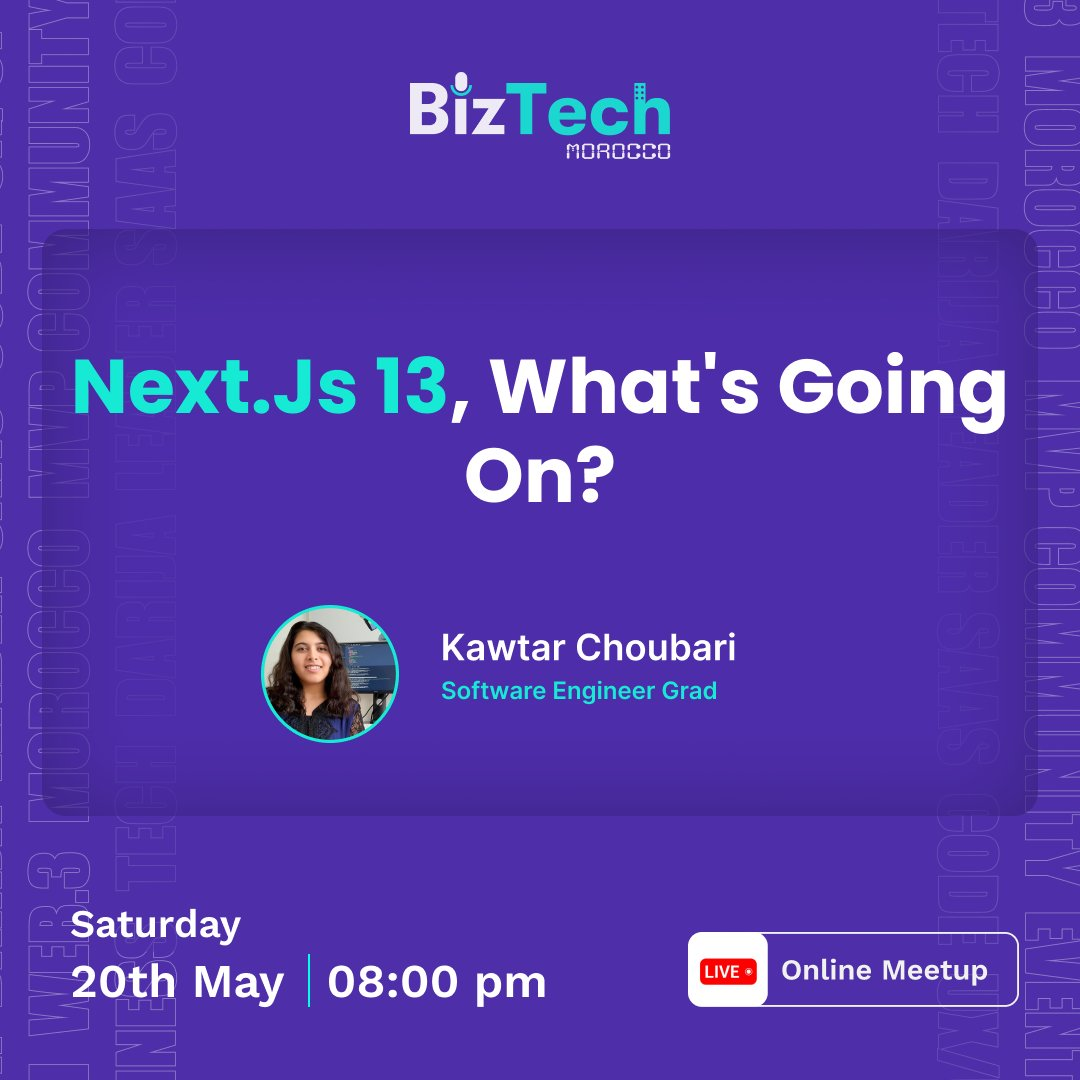 BizTech
MOROCCO
Next.Js 13, What's Going
On?
Kawtar Choubari
Software Engineer Grad
Saturday
20th May | 08:00 pm
LIVE
Online Meetup